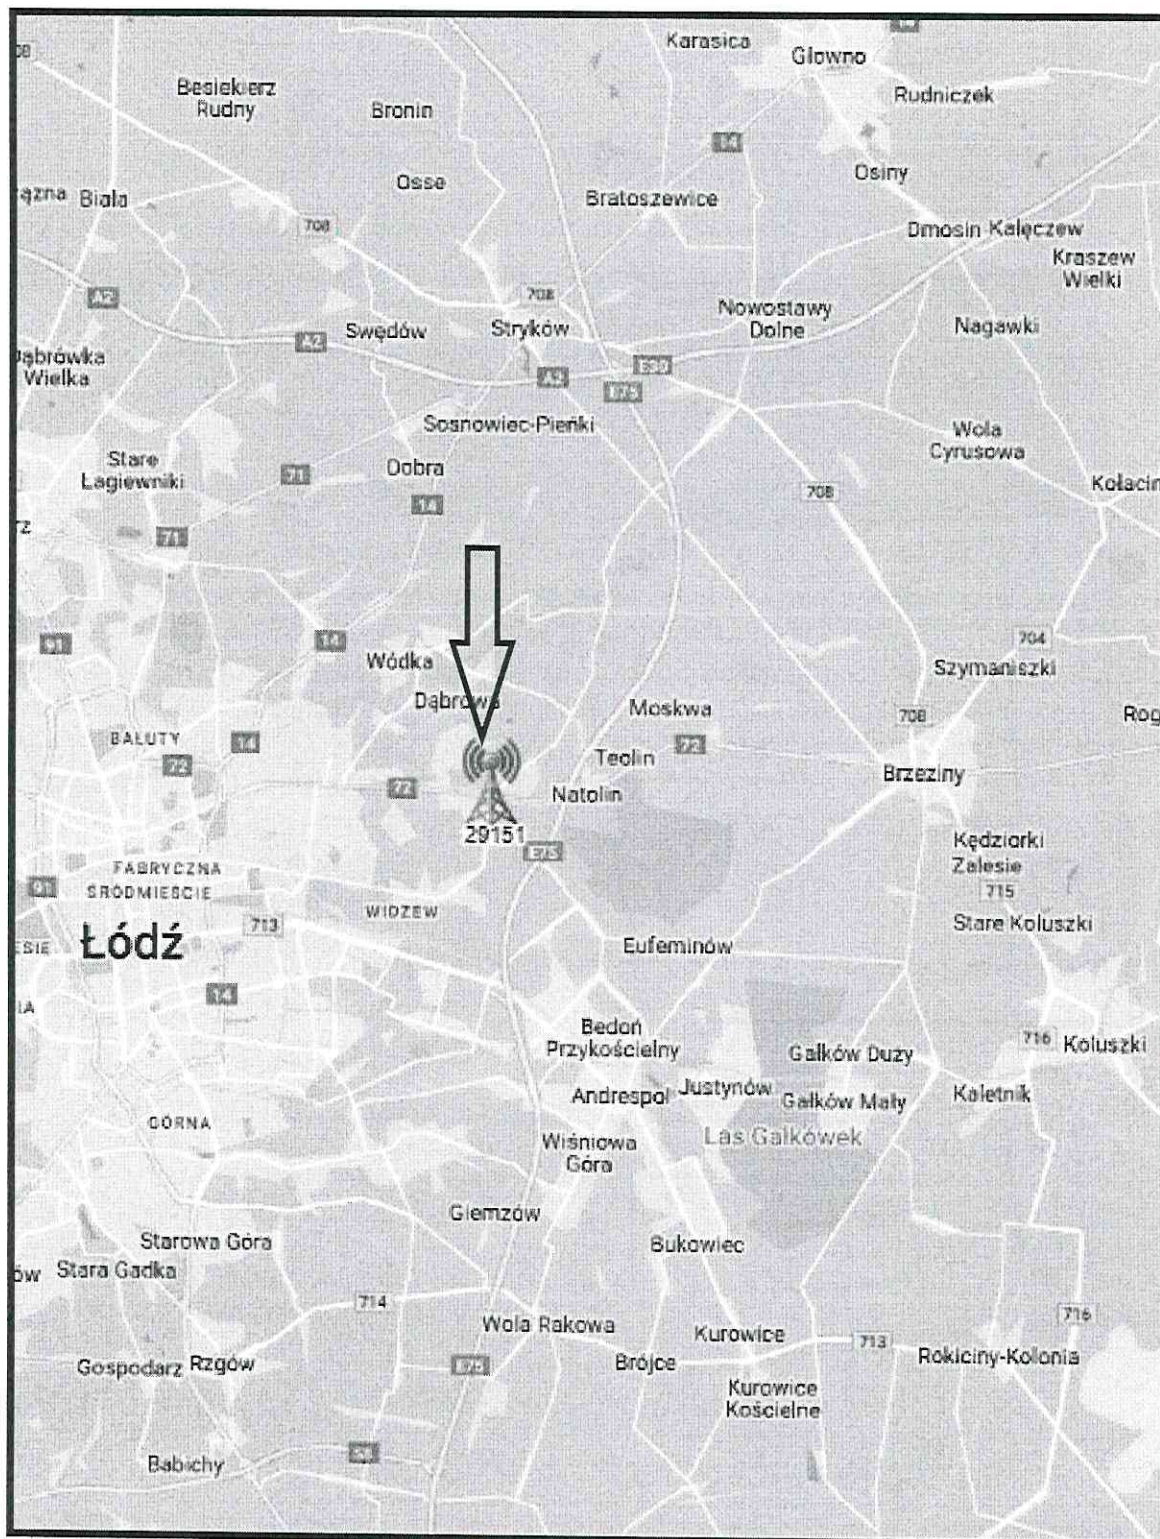 Karasica
Głowno
Besiekierz
Rudny
Bronin
Rudniczek
14
Osse
Osiny
Biała
Bratoszewice
708
Dmosin Kalęczew
Kraszew
Wielki
A2
708
Nowostawy
Dolne
Swędów
Stryków
Nagawki
A2
Dąbrówka
Wielka
E30
A2
E75
Sosnowiec-Pieńki
Wola
Cyrusowa
Stare
Łagiewniki
Dobra
71
708
14
71
91
14
704
Wódka
Szymaniszki
Dąbrowa
Moskwa
708
Rog
BAŁUTY
14
72
72
Teolin
Brzeziny
72
Natolin
29151
E75
Kędziorki
Zalesie
FABRYCZNA
ŚRÓDMIEŚCIE
91
715
WIDZEW
713
Stare Koluszki
Łódź
Eufeminów
14
Bedoń
Przykościelny
716
Koluszki
Gałków Duży
Justynów
Andrespol
Gałków Mały
Kaletnik
GÓRNA
Las Gałkówek
Wiśniowa
Góra
Giemzów
Starowa Góra
Bukowiec
ów
Stara Gadka
714
716
Wola Rakowa
Kurowice
713
Gospodarz
Rzgów
E75
Brójce
Rokiciny-Kolonia
Kurowice
Kościelne
Babichy